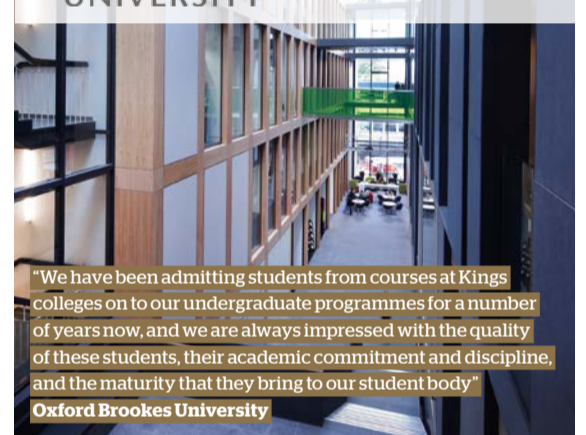 UNIVERSITY
“We have been admitting students from courses at Kings
colleges on to our undergraduate programmes for a number
of years now, and we are always impressed with the quality
of these students, their academic commitment and discipline,
and the maturity that they bring to our student body”
Oxford Brookes University